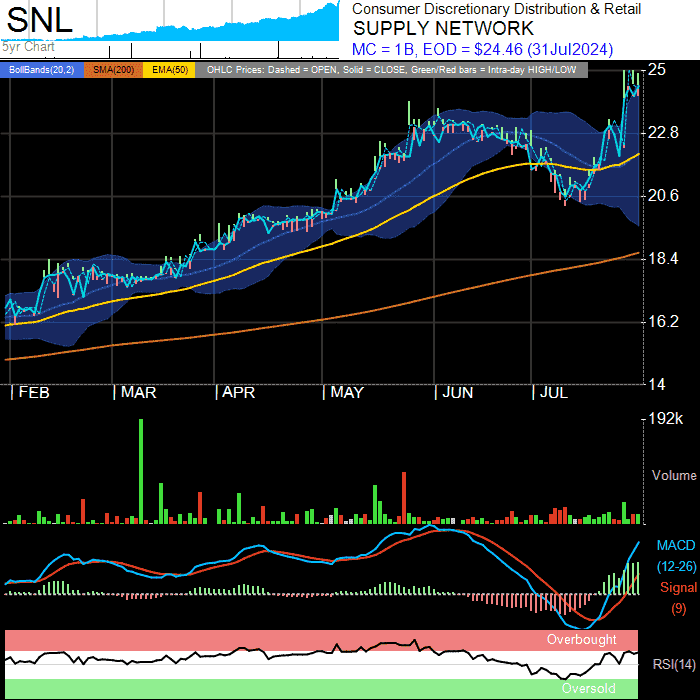 SNL
5yr Chart
Consumer Discretionary Distribution & Retail
SUPPLY NETWORK
MC = 1B, EOD = $24.46 (31Jul2024)
BollBands(20,2) SMA(200) EMA(50) OHLC Prices: Dashed = OPEN, Solid = CLOSE, Green/Red bars = Intra-day HIGH/LOW
25
22.8
20.6
18.4
16.2
14
| FEB | MAR | APR | MAY | JUN | JUL
192k
Volume
MACD
(12-26)
Signal
(9)
Overbought
RSI(14)
Oversold